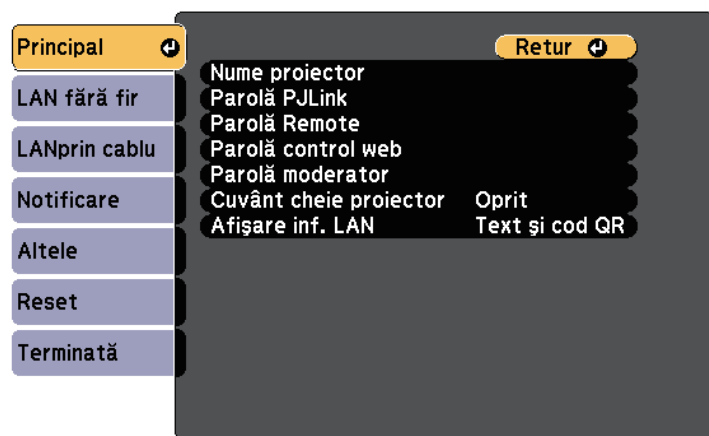 Principal
LAN fără fir
LANprin cablu
Notificare
Altele
Reset
Terminată
Retur
Nume proiector
Parolă PJLink
Parolă Remote
Parolă control web
Parolă moderator
Cuvânt cheie proiector Oprit
Afişare inf. LAN Text şi cod QR